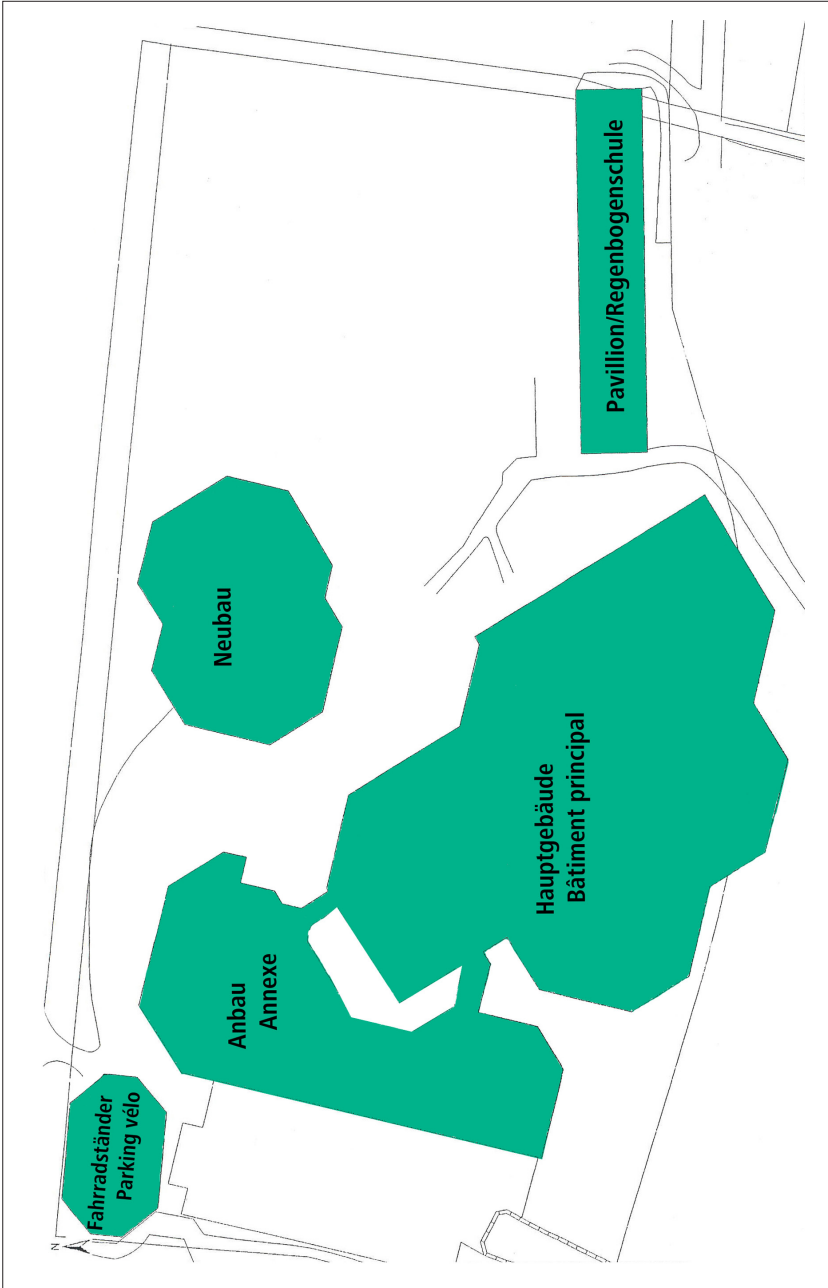 Pavillion/Regenbogenschule
Neubau
Hauptgebäude
Bâtiment principal
Anbau
Annexe
Fahrradständer
Parking vélo
N